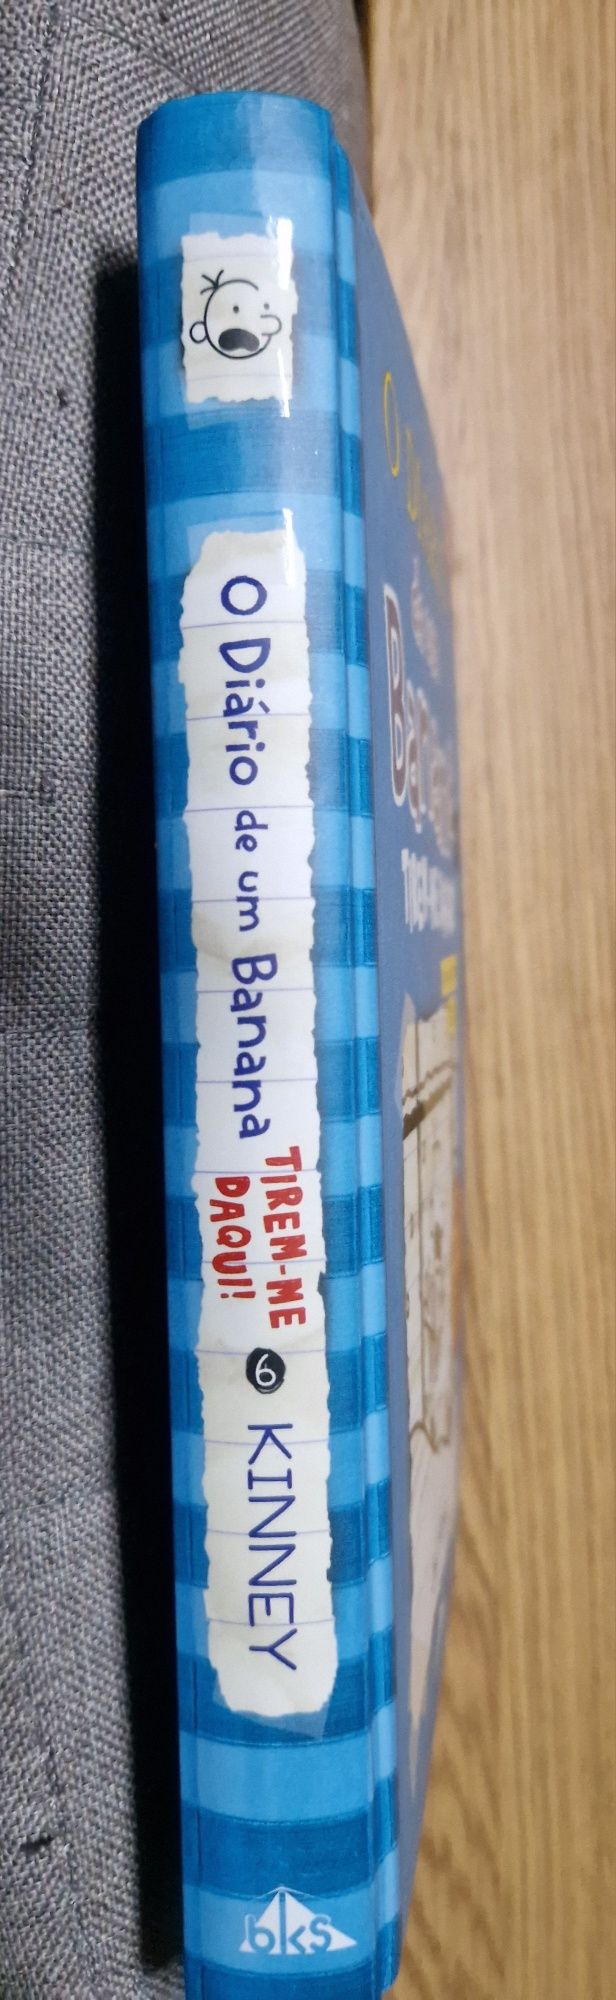 O Diário de um Banana
TIREM-ME
DAQUI!
6
KINNEY
bks